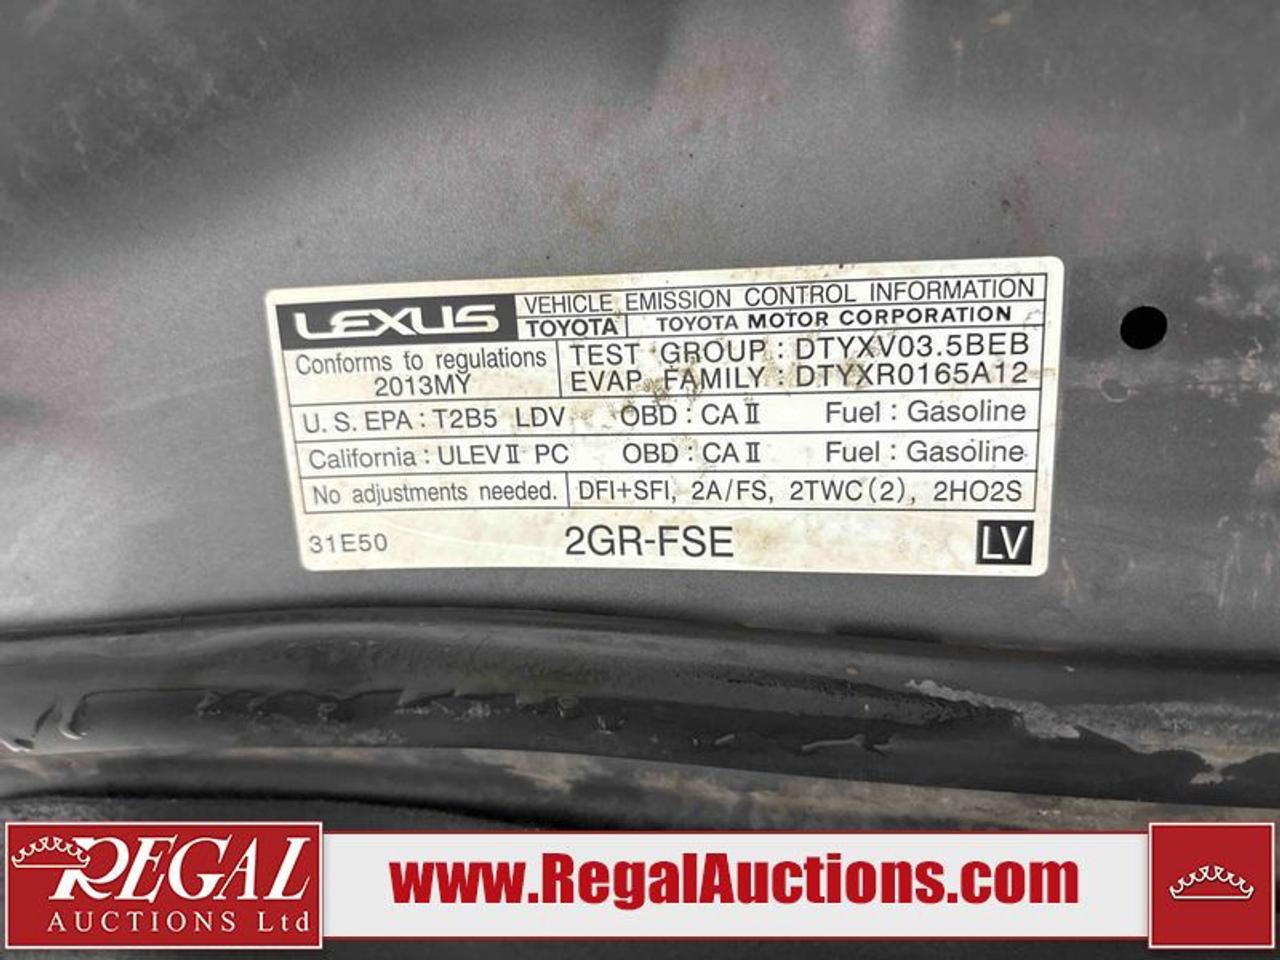 LEXUS
VEHICLE EMISSION CONTROL INFORMATION
TOYOTA TOYOTA MOTOR CORPORATION
Conforms to regulations
2013MY
TEST GROUP : DTYXV03.5BEB
EVAP. FAMILY : DTYXR0165A12
U. S. EPA : T2B5 LDV OBD : CA II Fuel : Gasoline
California : ULEV II PC OBD : CA II Fuel : Gasoline
No adjustments needed. DFI+SFI, 2A/FS, 2TWC(2), 2HO2S
31E50 2GR-FSE LV
REGAL
AUCTIONS Ltd
www.RegalAuctions.com